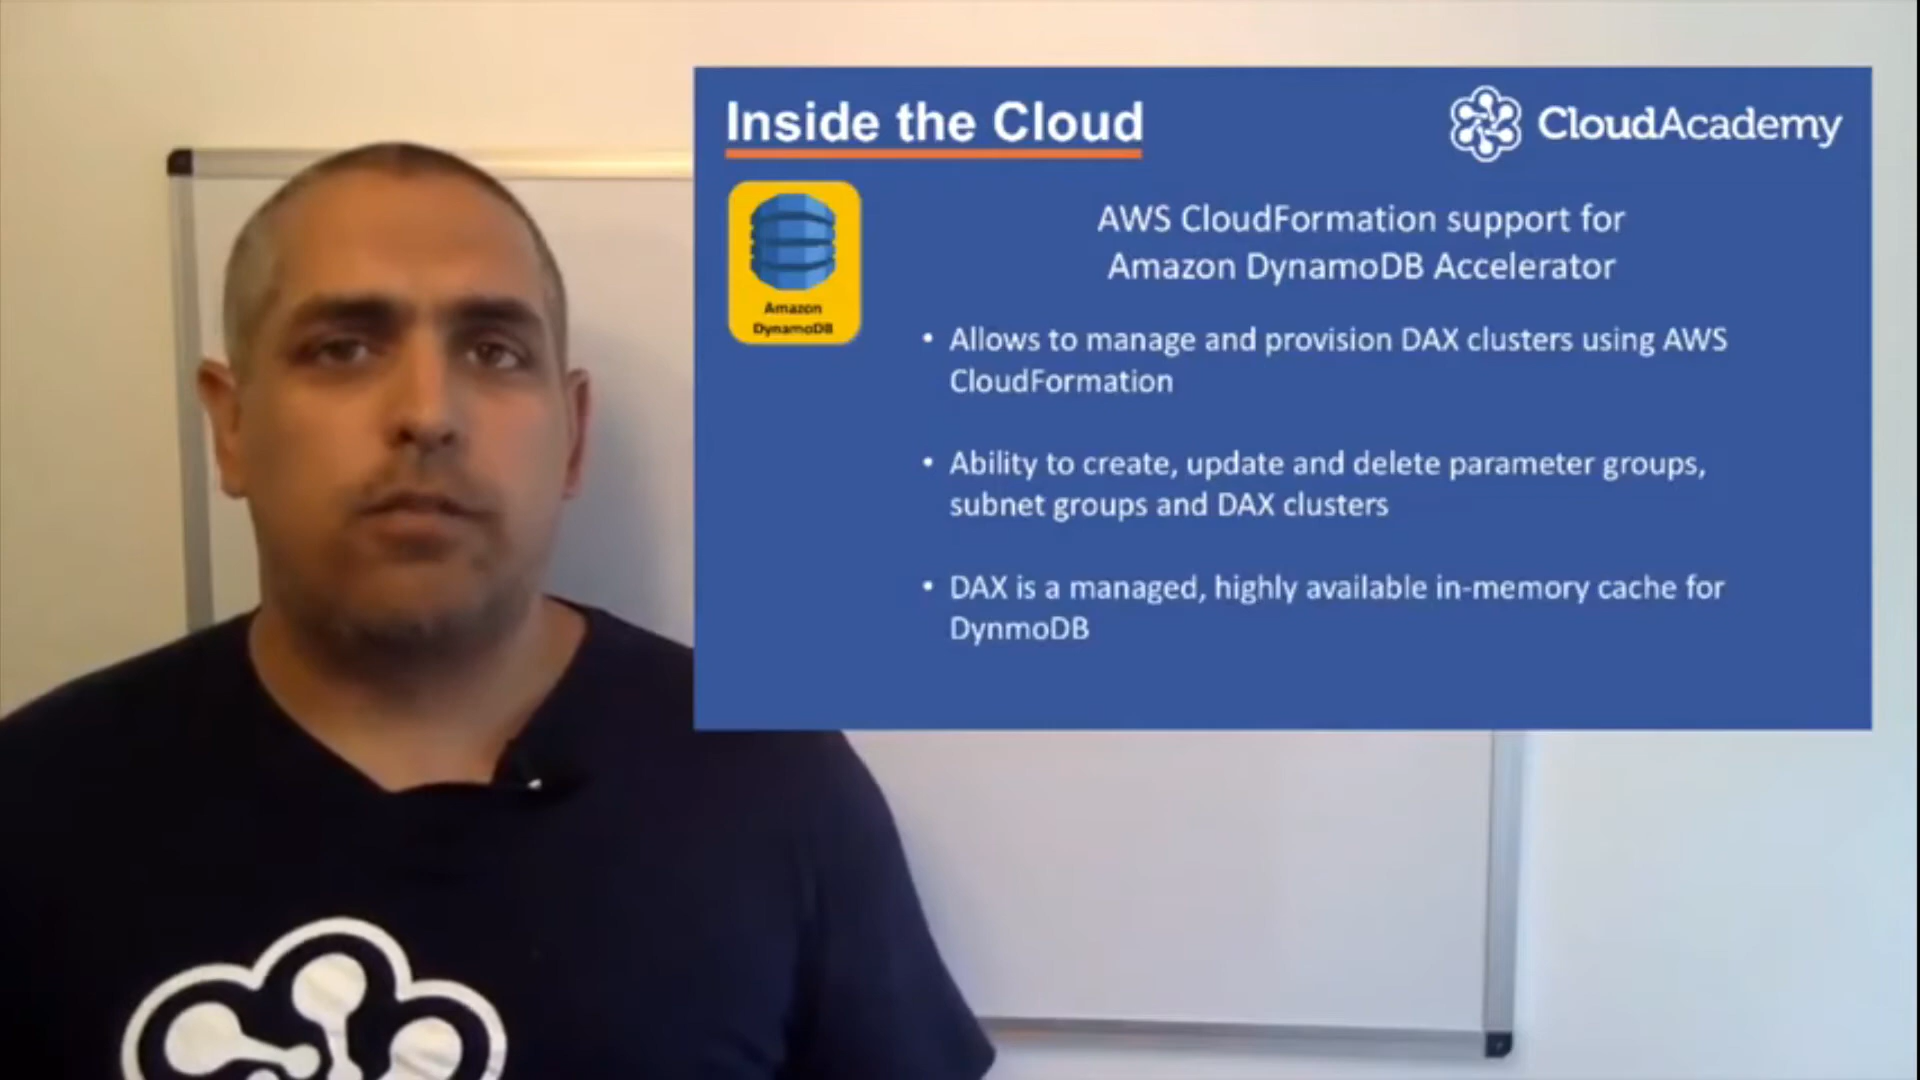 Inside the Cloud
CloudAcademy
Amazon
DynamoDB
AWS CloudFormation support for
Amazon DynamoDB Accelerator
• Allows to manage and provision DAX clusters using AWS
CloudFormation
• Ability to create, update and delete parameter groups,
subnet groups and DAX clusters
• DAX is a managed, highly available in-memory cache for
DynmoDB